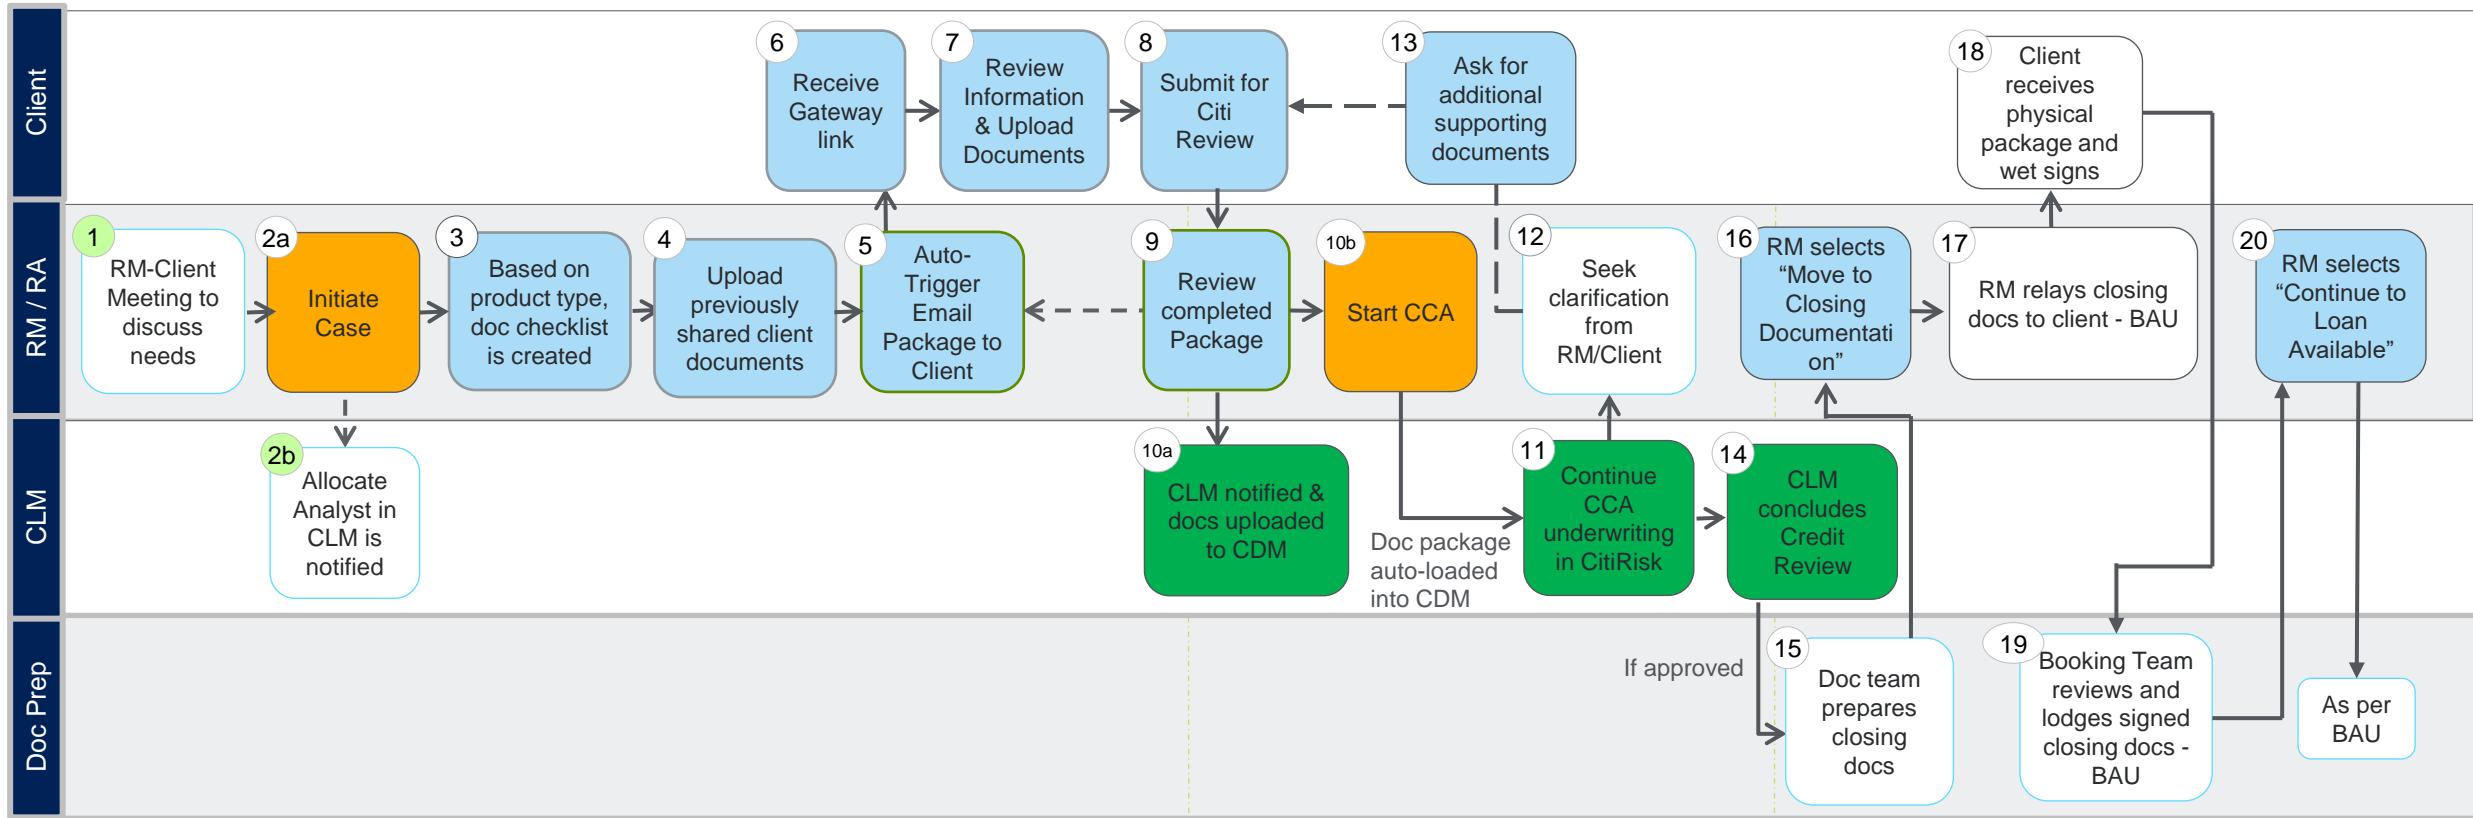 Client
6
Receive
Gateway
link
7
Review
Information
& Upload
Documents
8
Submit for
Citi
Review
13
Ask for
additional
supporting
documents
18
Client
receives
physical
package and
wet signs
RM / RA
1
RM-Client
Meeting to
discuss
needs
2a
Initiate
Case
3
Based on
product type,
doc checklist
is created
4
Upload
previously
shared client
documents
5
Auto-
Trigger
Email
Package to
Client
9
Review
completed
Package
10b
Start CCA
12
Seek
clarification
from
RM/Client
16
RM selects
“Move to
Closing
Documentati
on”
17
RM relays closing
docs to client - BAU
20
RM selects
“Continue to
Loan
Available”
CLM
2b
Allocate
Analyst in
CLM is
notified
10a
CLM notified &
docs uploaded
to CDM
Doc package
auto-loaded
into CDM
11
Continue
CCA
underwriting
in CitiRisk
14
CLM
concludes
Credit
Review
Doc Prep
If approved
15
Doc team
prepares
closing
docs
19
Booking Team
reviews and
lodges signed
closing docs -
BAU
As per
BAU